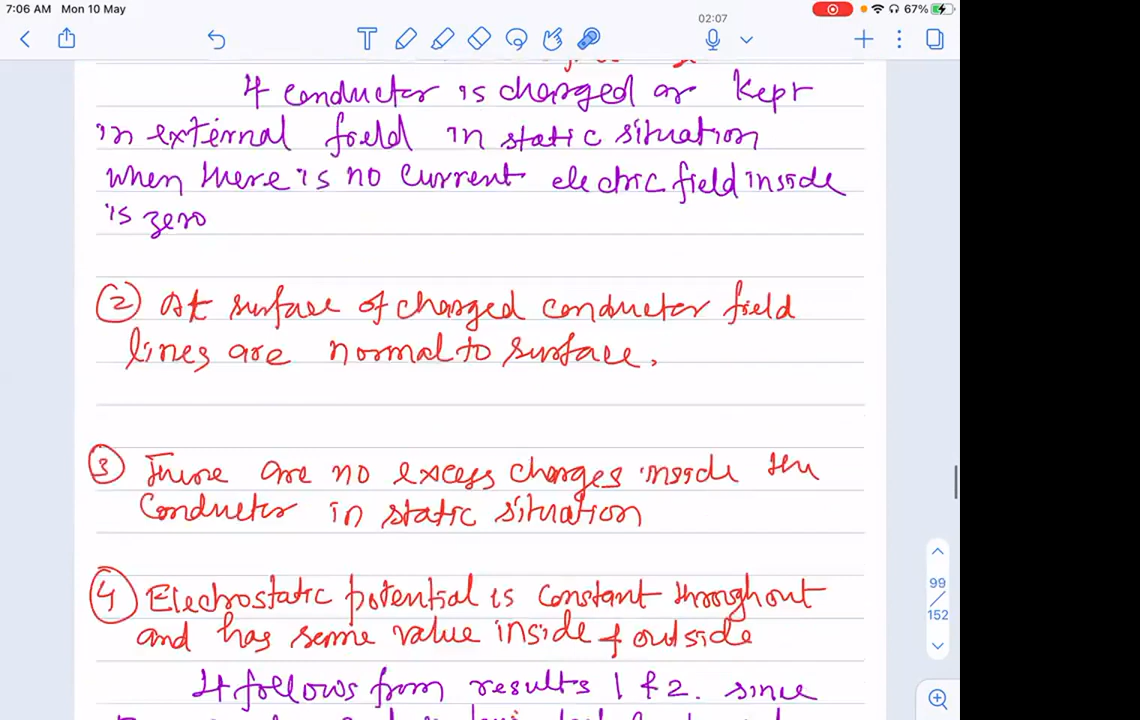 7:06 AM Mon 10 May
67%
02:07
If conductor is charged or kept
in external field in static situation
when there is no current electric field inside
is zero
② At surface of charged conductor field
lines are normal to surface.
③ There are no excess charges inside the
Conductor in static situation
④ Electrostatic potential is constant throughout
and has same value inside & outside
It follows from results 1 & 2. since
99
/
152